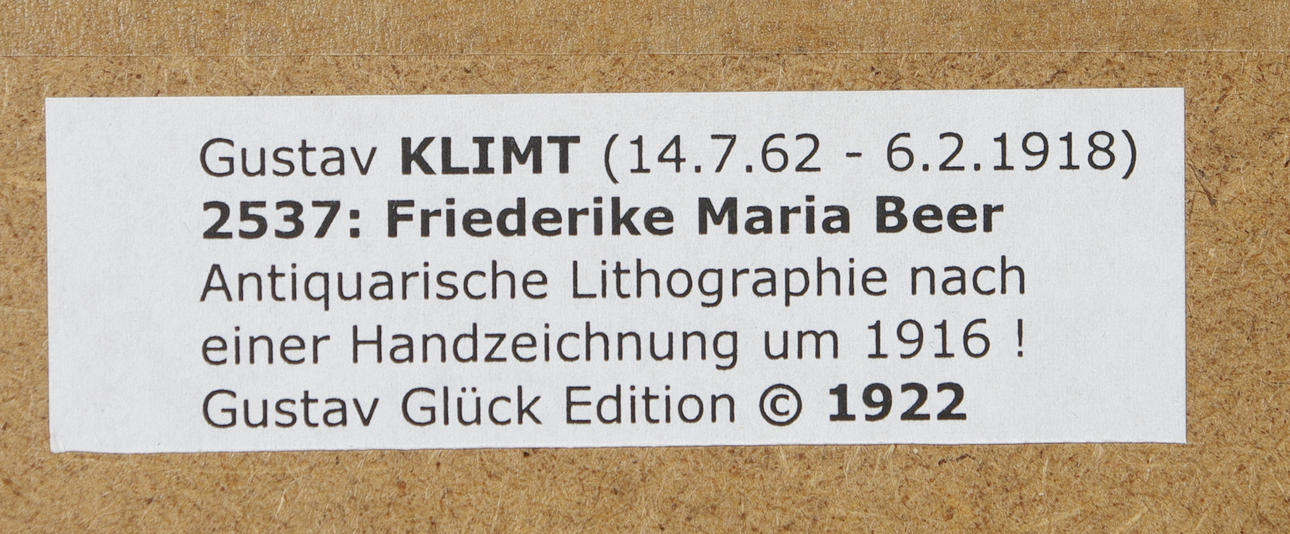 Gustav KLIMT (14.7.62 - 6.2.1918)
2537: Friederike Maria Beer
Antiquarische Lithographie nach
einer Handzeichnung um 1916 !
Gustav Glück Edition © 1922